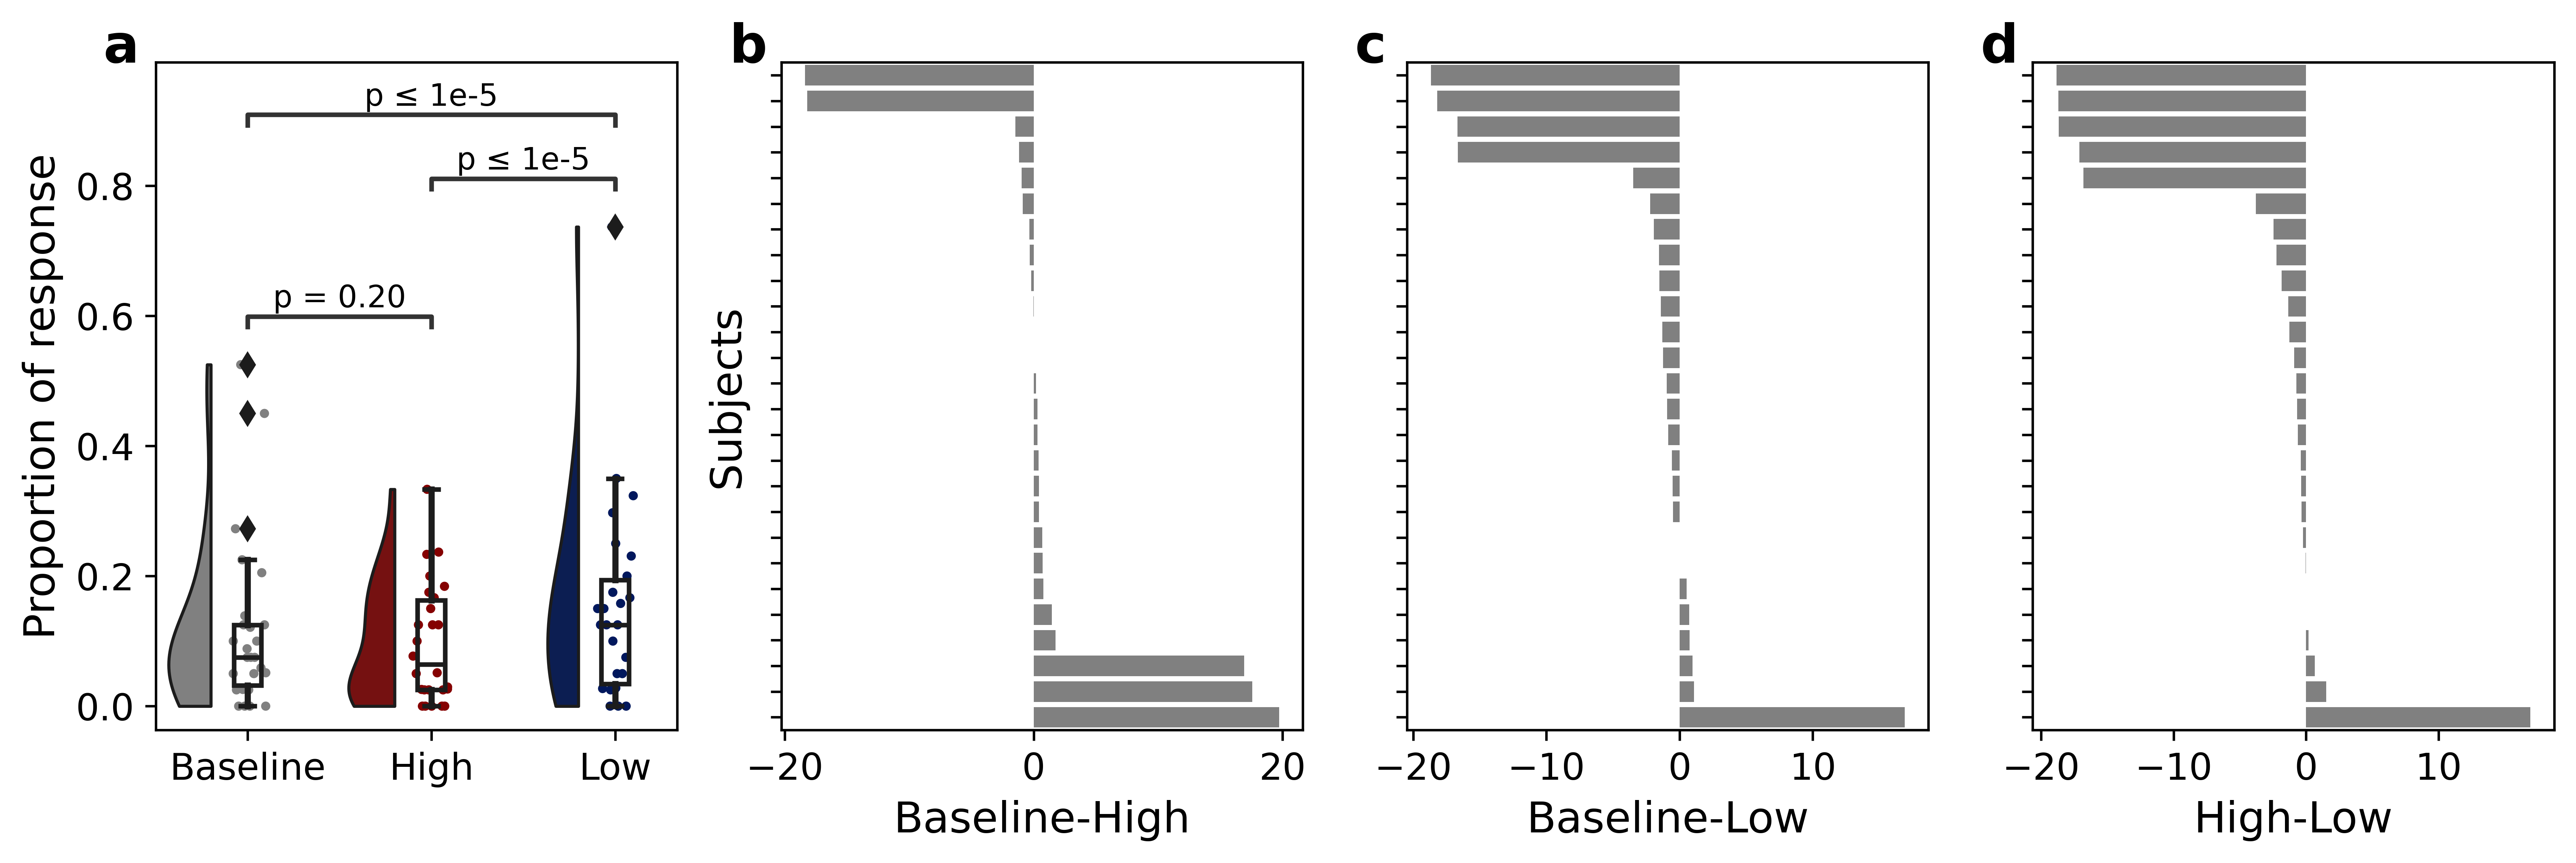 a
Proportion of response
0.8
0.6
0.4
0.2
0.0
p ≤ 1e-5
p ≤ 1e-5
p = 0.20
Baseline
High
Low
b
Subjects
−20
0
20
Baseline-High
c
−20
−10
0
10
Baseline-Low
d
−20
−10
0
10
High-Low